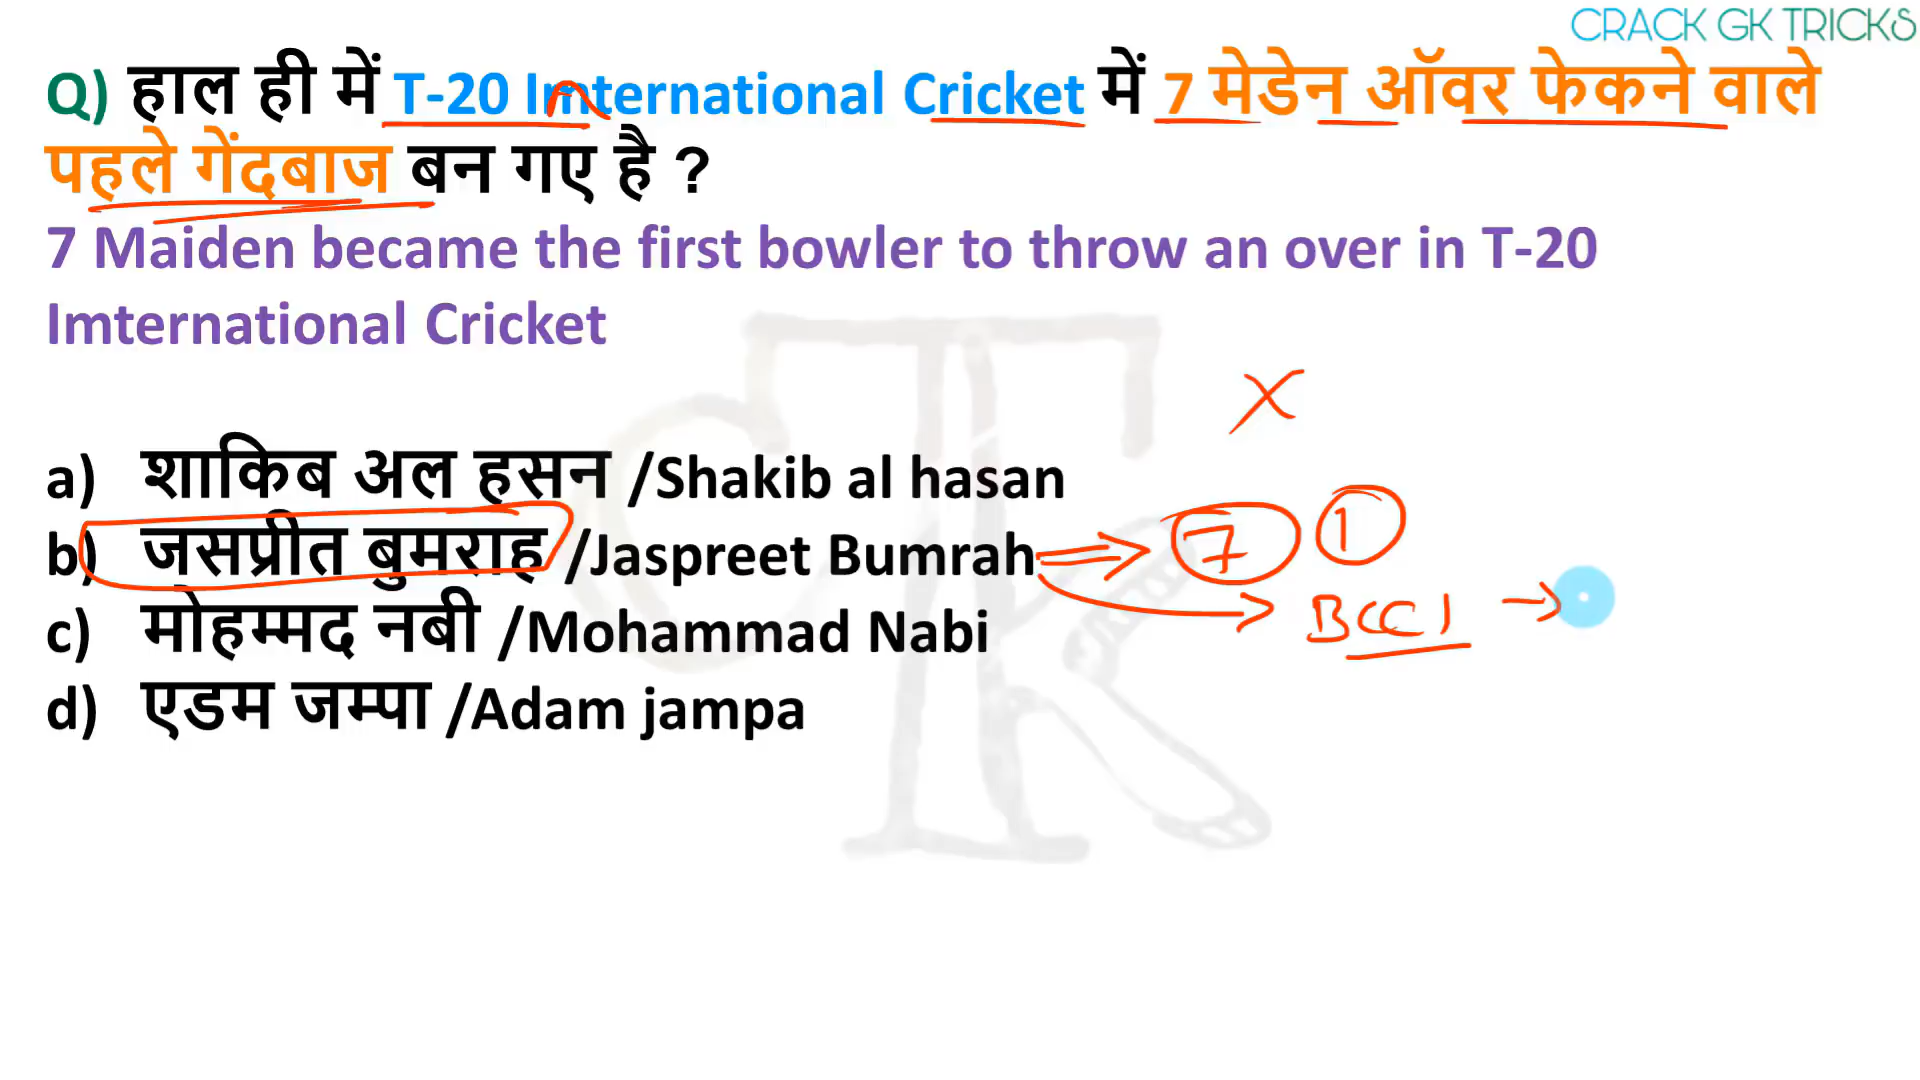 CRACK GK TRICKS
Q) हाल ही में T-20 Imternational Cricket में 7 मेडेन ऑवर फेकने वाले
पहले गेंदबाज बन गए है ?
7 Maiden became the first bowler to throw an over in T-20
Imternational Cricket
X
a) शाकिब अल हसन /Shakib al hasan
b) जसप्रीत बुमराह /Jaspreet Bumrah 7 1
BCCI
c) मोहम्मद नबी /Mohammad Nabi
d) एडम जम्पा /Adam jampa